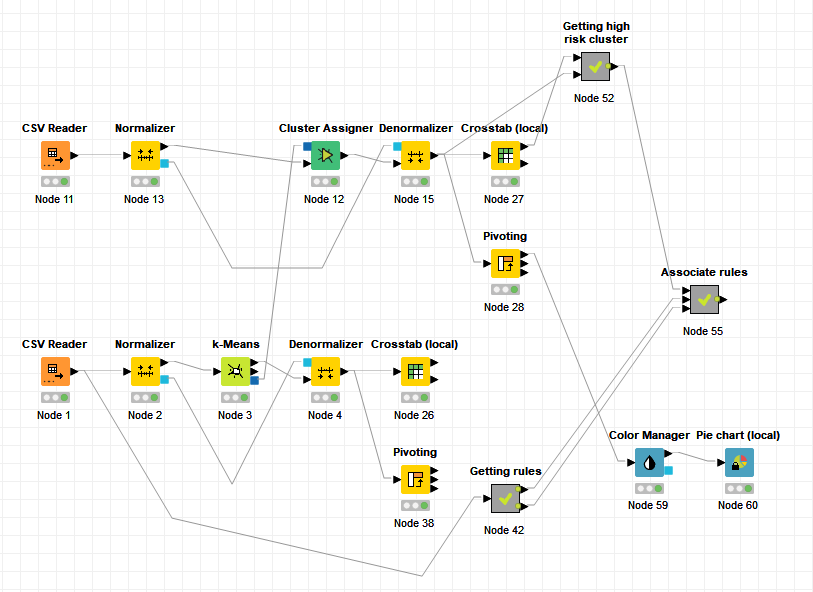 Getting high
risk cluster
Node 52
CSV Reader
Normalizer
Cluster Assigner
Denormalizer
Crosstab (local)
Node 11
Node 13
Node 12
Node 15
Node 27
Pivoting
Node 28
Associate rules
Node 55
CSV Reader
Normalizer
k-Means
Denormalizer
Crosstab (local)
Node 1
Node 2
Node 3
Node 4
Node 26
Color Manager
Pie chart (local)
Pivoting
Getting rules
Node 59
Node 60
Node 38
Node 42